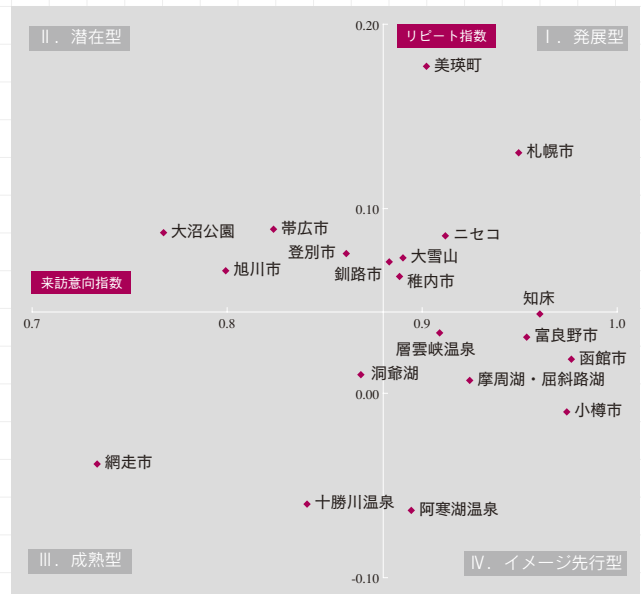 0.20
Ⅱ．潜在型
リピート指数
Ⅰ．発展型
美瑛町
札幌市
0.10
大沼公園
帯広市
ニセコ
登別市
大雪山
旭川市
釧路市
稚内市
来訪意向指数
知床
0.7
0.8
0.9
1.0
富良野市
層雲峡温泉
函館市
洞爺湖
摩周湖・屈斜路湖
0.00
小樽市
網走市
十勝川温泉
阿寒湖温泉
Ⅲ．成熟型
Ⅳ．イメージ先行型
-0.10